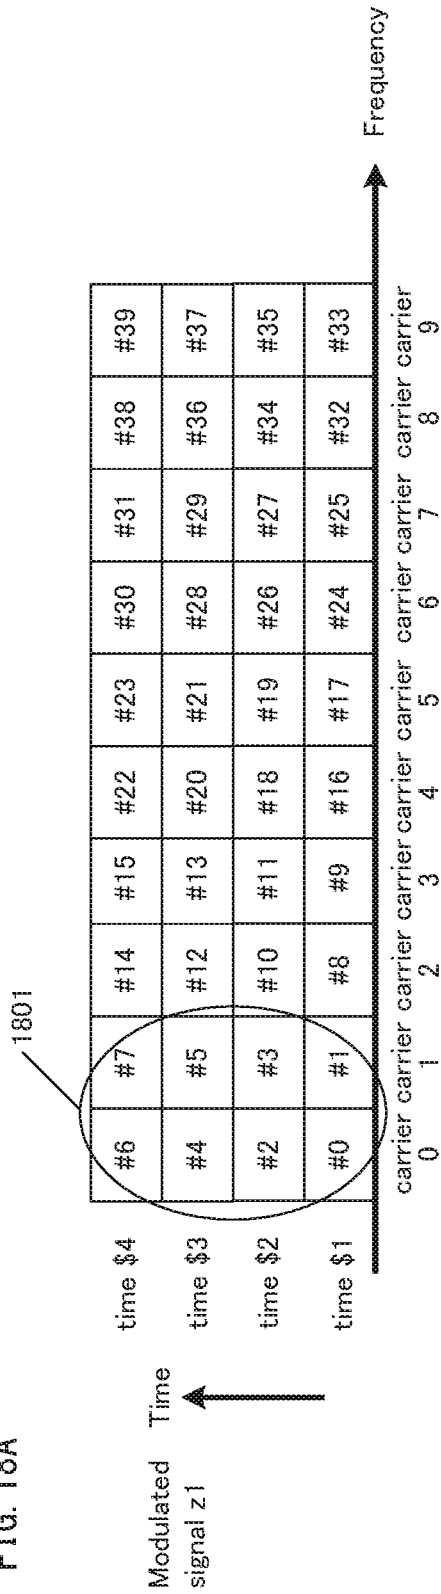 FIG. 18A
Modulated
signal z1
Time
1801
time $4 #6 #7 #14 #15 #22 #23 #30 #31 #38 #39
time $3 #4 #5 #12 #13 #20 #21 #28 #29 #36 #37
time $2 #2 #3 #10 #11 #18 #19 #26 #27 #34 #35
time $1 #0 #1 #8 #9 #16 #17 #24 #25 #32 #33
Frequency
carrier carrier carrier carrier carrier carrier carrier carrier carrier carrier
0 1 2 3 4 5 6 7 8 9